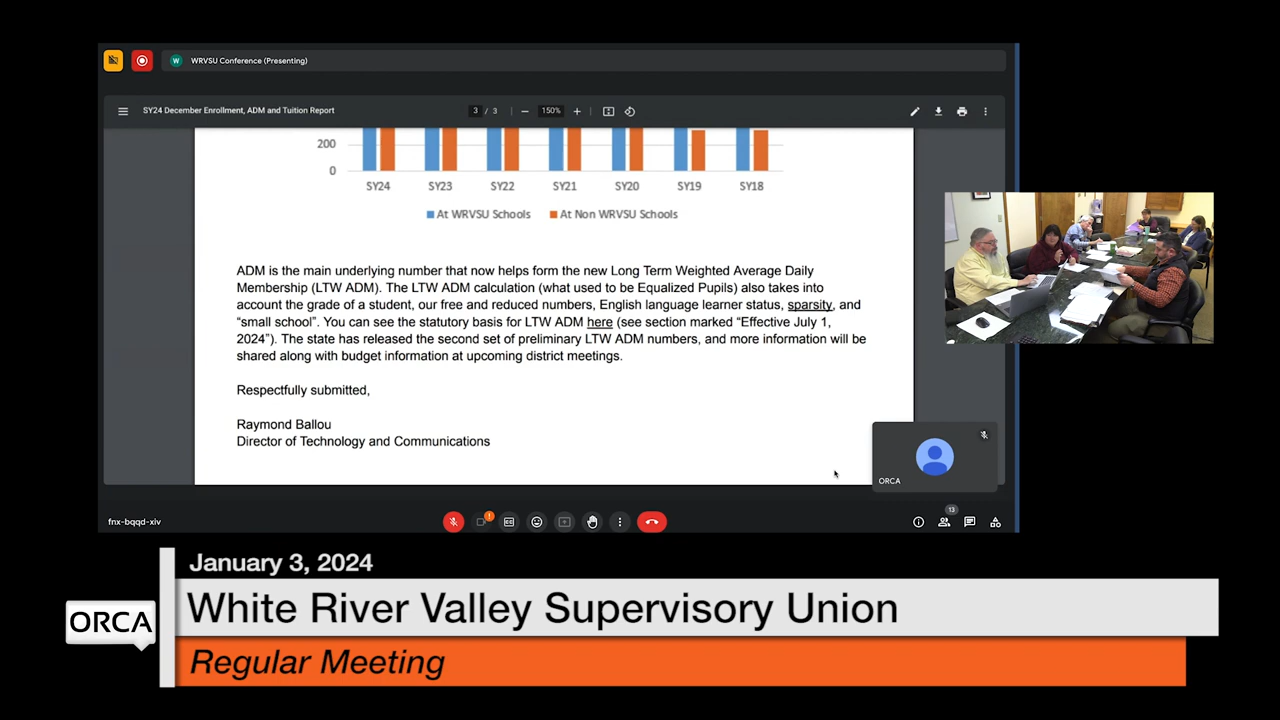 W WRVSU Conference (Presenting)
SY24 December Enrollment, ADM and Tuition Report
3 / 3
150%
200
0
SY24 SY23 SY22 SY21 SY20 SY19 SY18
At WRVSU Schools At Non WRVSU Schools
ADM is the main underlying number that now helps form the new Long Term Weighted Average Daily
Membership (LTW ADM). The LTW ADM calculation (what used to be Equalized Pupils) also takes into
account the grade of a student, our free and reduced numbers, English language learner status, sparsity, and
“small school”. You can see the statutory basis for LTW ADM here (see section marked “Effective July 1,
2024”). The state has released the second set of preliminary LTW ADM numbers, and more information will be
shared along with budget information at upcoming district meetings.
Respectfully submitted,
Raymond Ballou
Director of Technology and Communications
ORCA
fnx-bqqd-xiv
13
January 3, 2024
White River Valley Supervisory Union
ORCA
Regular Meeting